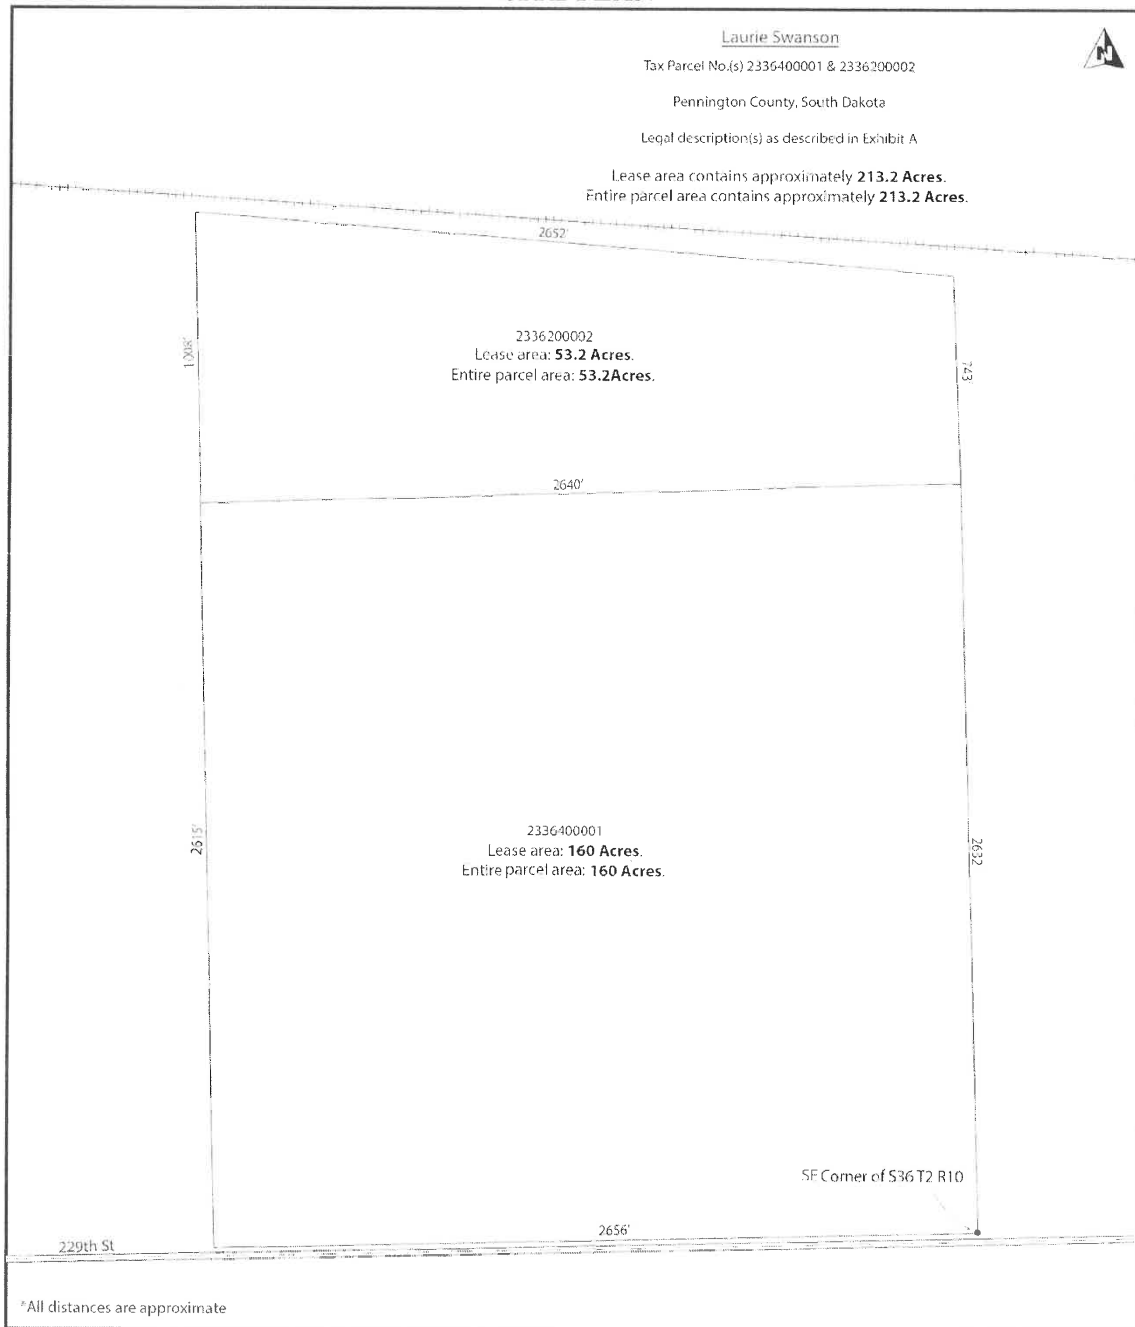 Laurie Swanson
N
Tax Parcel No.(s) 2336400001 & 2336200002
Pennington County, South Dakota
Legal description(s) as described in Exhibit A
Lease area contains approximately 213.2 Acres.
Entire parcel area contains approximately 213.2 Acres.
2652'
1008'
2336200002
Lease area: 53.2 Acres.
Entire parcel area: 53.2Acres.
743'
2640'
2615'
2336400001
Lease area: 160 Acres.
Entire parcel area: 160 Acres.
2632
SE Corner of S36 T2 R10
2656'
229th St
*All distances are approximate